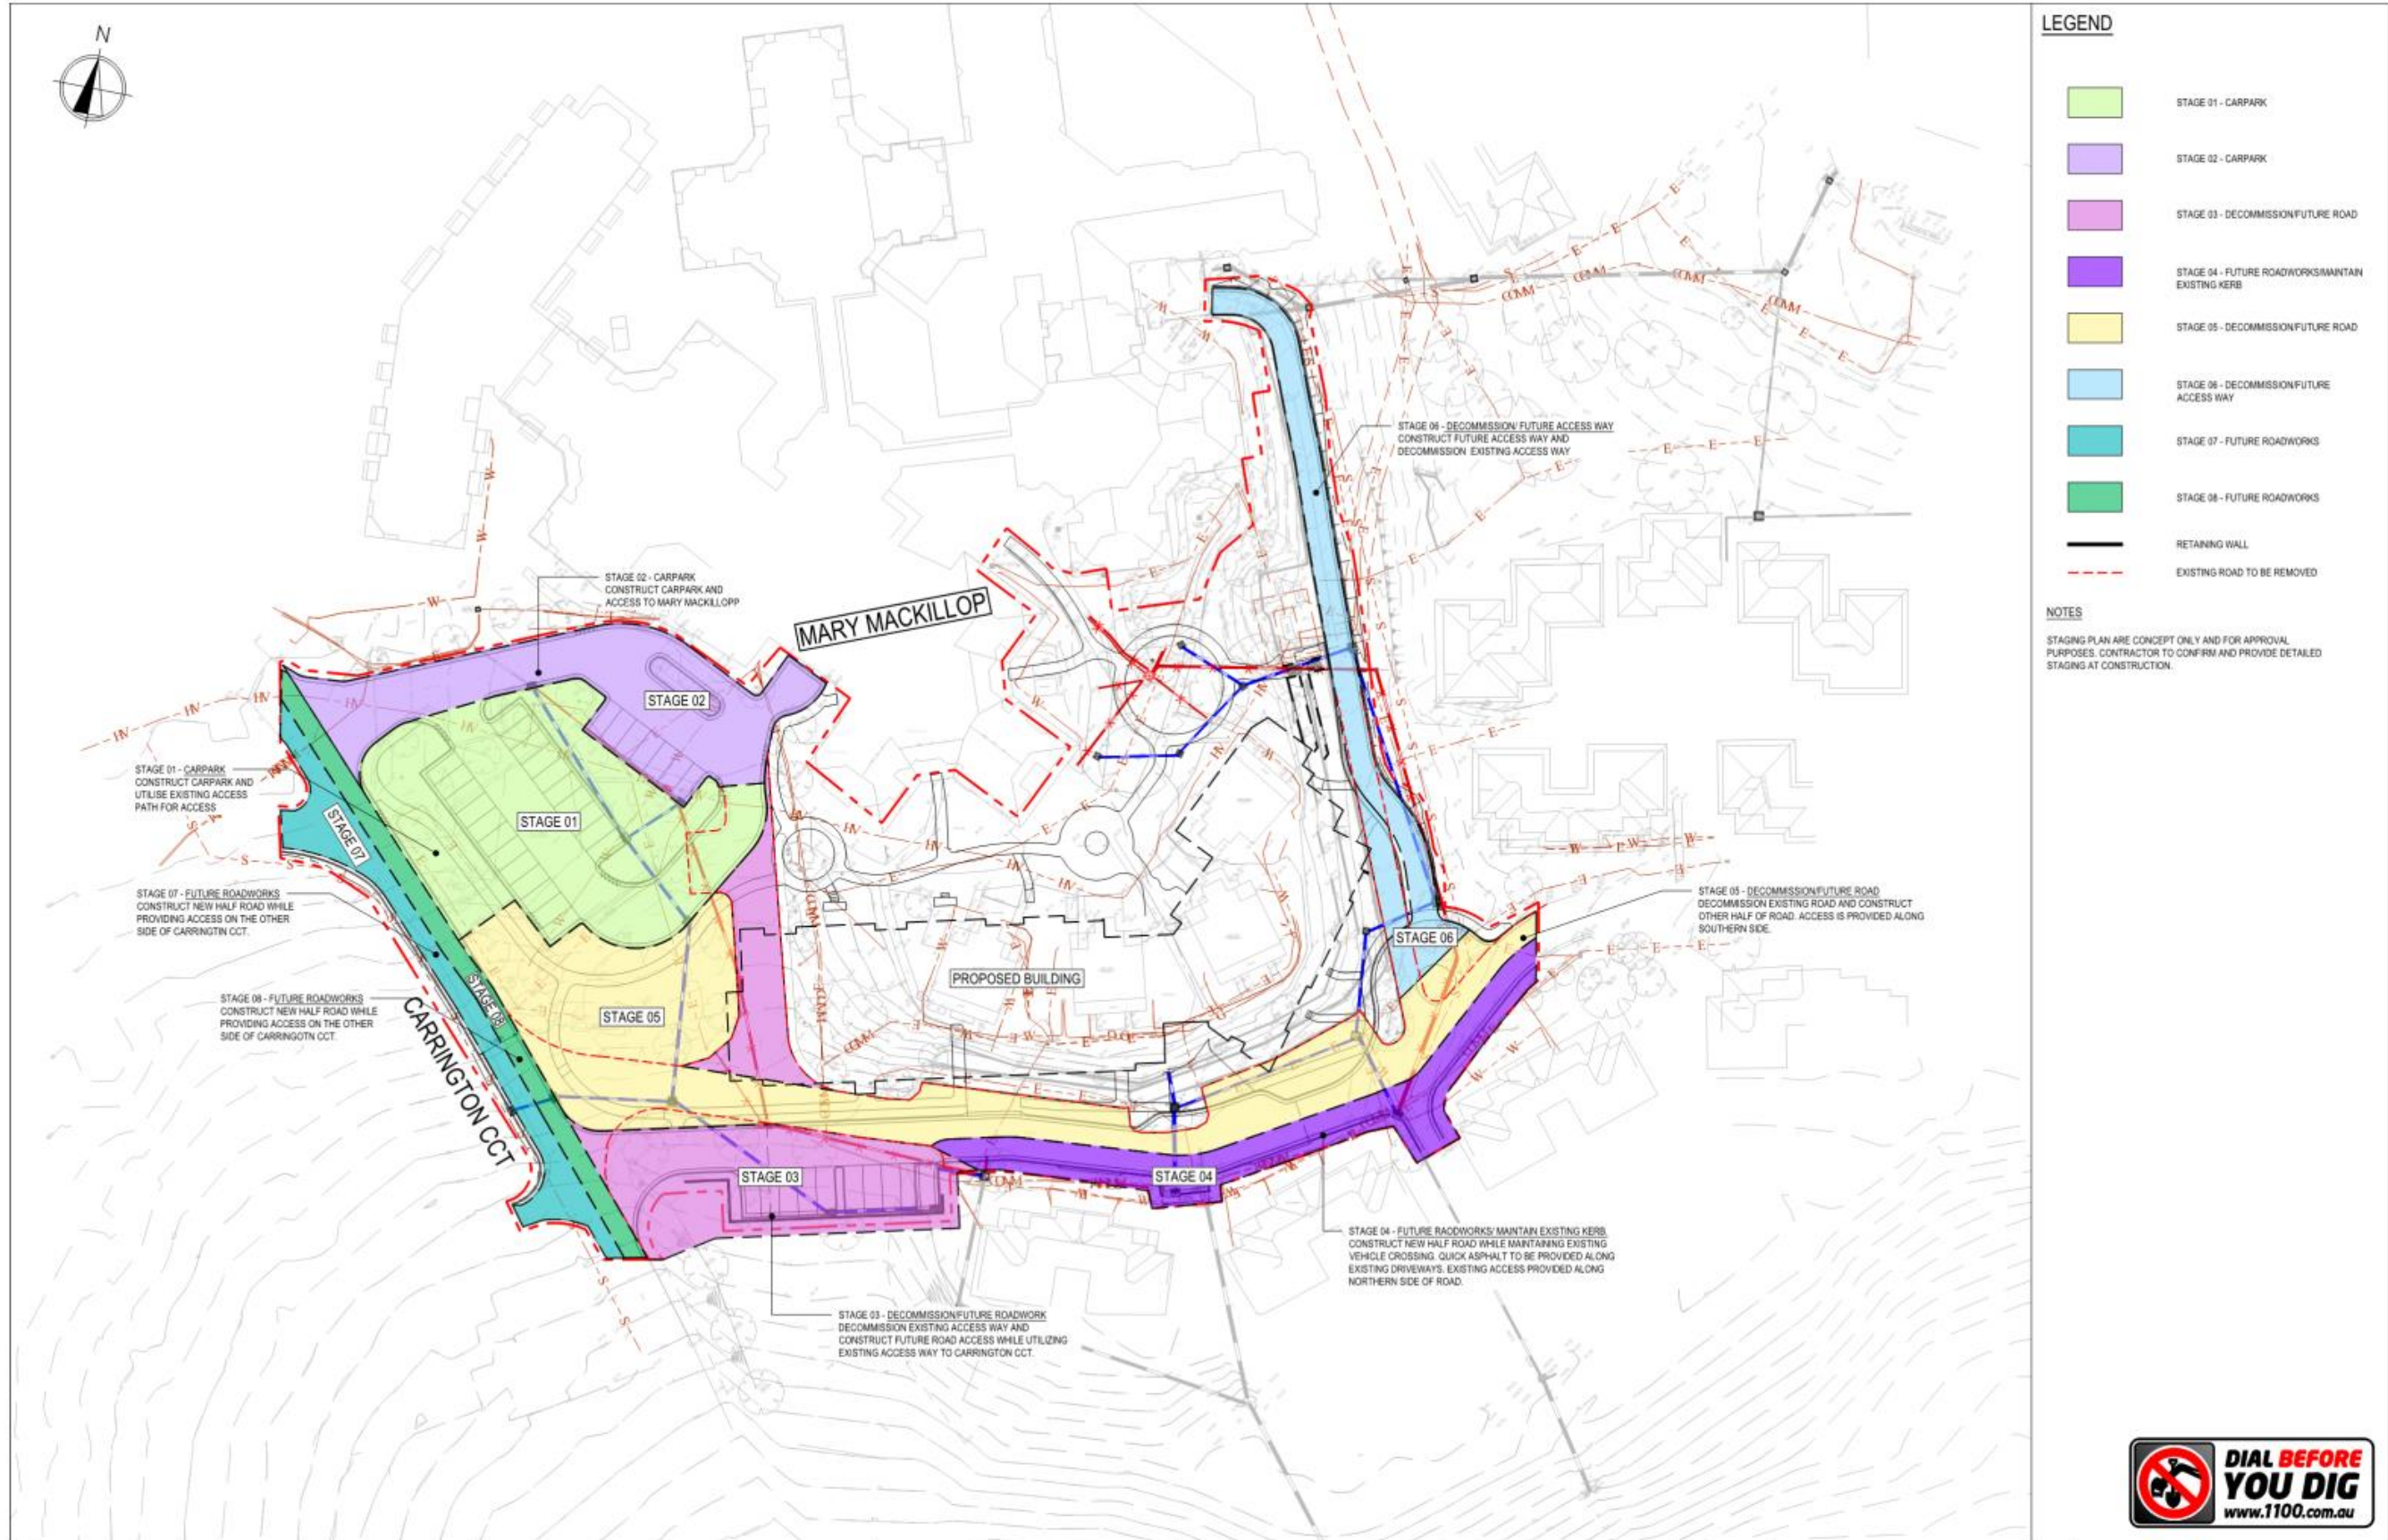 N
LEGEND
STAGE 01 - CARPARK
STAGE 02 - CARPARK
STAGE 03 - DECOMMISSION/FUTURE ROAD
STAGE 04 - FUTURE ROADWORKS/MAINTAIN
EXISTING KERB
STAGE 05 - DECOMMISSION/FUTURE ROAD
STAGE 06 - DECOMMISSION/FUTURE
ACCESS WAY
STAGE 07 - FUTURE ROADWORKS
STAGE 08 - FUTURE ROADWORKS
RETAINING WALL
EXISTING ROAD TO BE REMOVED
NOTES
STAGING PLAN ARE CONCEPT ONLY AND FOR APPROVAL
PURPOSES. CONTRACTOR TO CONFIRM AND PROVIDE DETAILED
STAGING AT CONSTRUCTION.
STAGE 06 - DECOMMISSION/ FUTURE ACCESS WAY
CONSTRUCT FUTURE ACCESS WAY AND
DECOMMISSION EXISTING ACCESS WAY
STAGE 02 - CARPARK
CONSTRUCT CARPARK AND
ACCESS TO MARY MACKILLOPP
MARY MACKILLOP
STAGE 02
STAGE 01 - CARPARK
CONSTRUCT CARPARK AND
UTILISE EXISTING ACCESS
PATH FOR ACCESS
STAGE 01
STAGE 07
STAGE 07 - FUTURE ROADWORKS
CONSTRUCT NEW HALF ROAD WHILE
PROVIDING ACCESS ON THE OTHER
SIDE OF CARRINGTIN CCT.
STAGE 05 - DECOMMISSION/FUTURE ROAD
DECOMMISSION EXISTING ROAD AND CONSTRUCT
OTHER HALF OF ROAD. ACCESS IS PROVIDED ALONG
SOUTHERN SIDE.
STAGE 06
PROPOSED BUILDING
STAGE 08
STAGE 08 - FUTURE ROADWORKS
CONSTRUCT NEW HALF ROAD WHILE
PROVIDING ACCESS ON THE OTHER
SIDE OF CARRINGOTN CCT.
STAGE 05
CARRINGTON CCT
STAGE 03
STAGE 04
STAGE 04 - FUTURE RAODWORKS/ MAINTAIN EXISTING KERB
CONSTRUCT NEW HALF ROAD WHILE MAINTAINING EXISTING
VEHICLE CROSSING. QUICK ASPHALT TO BE PROVIDED ALONG
EXISTING DRIVEWAYS. EXISTING ACCESS PROVIDED ALONG
NORTHERN SIDE OF ROAD.
STAGE 03 - DECOMMISSION/FUTURE ROADWORK
DECOMMISSION EXISTING ACCESS WAY AND
CONSTRUCT FUTURE ROAD ACCESS WHILE UTILIZING
EXISTING ACCESS WAY TO CARRINGTON CCT.
DIAL BEFORE
YOU DIG
www.1100.com.au